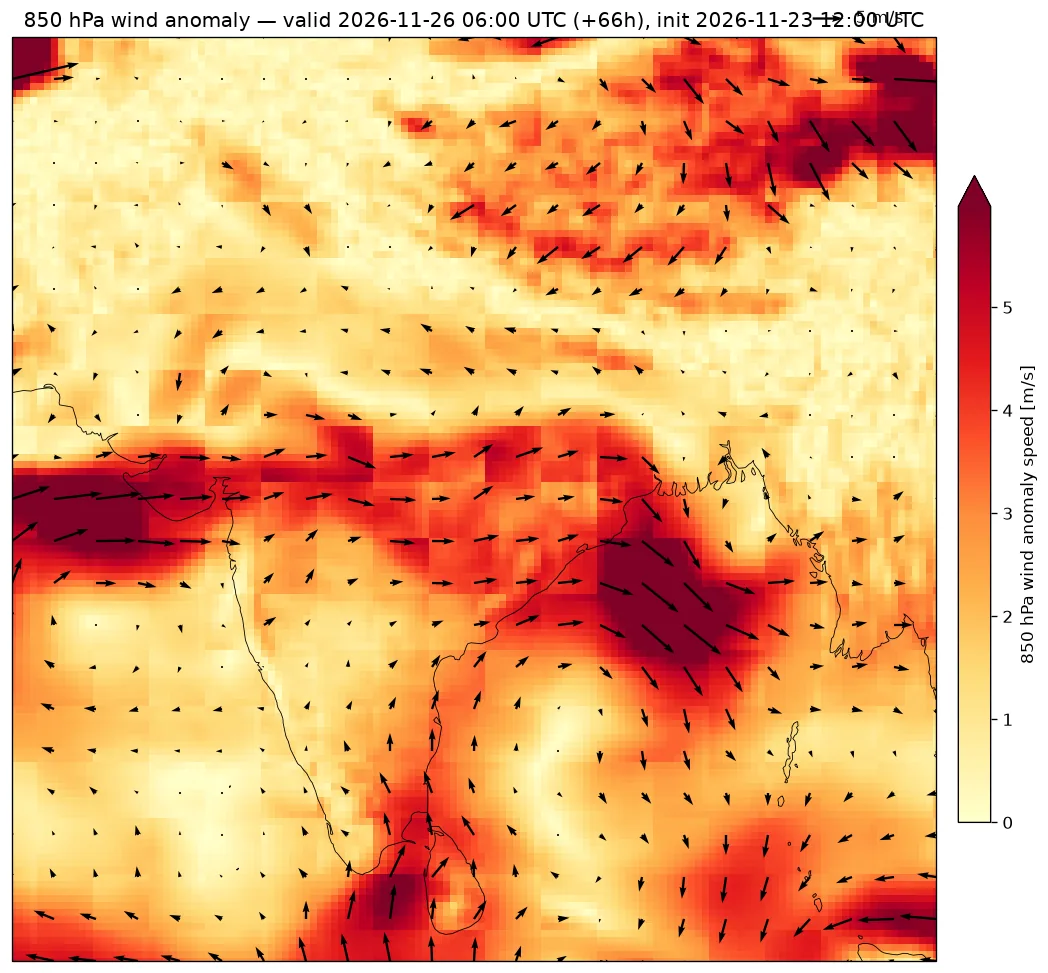 850 hPa wind anomaly — valid 2026-11-26 06:00 UTC (+66h), init 2026-11-23 12:00 UTC
5 m/s
5
4
3
2
1
0
850 hPa wind anomaly speed [m/s]